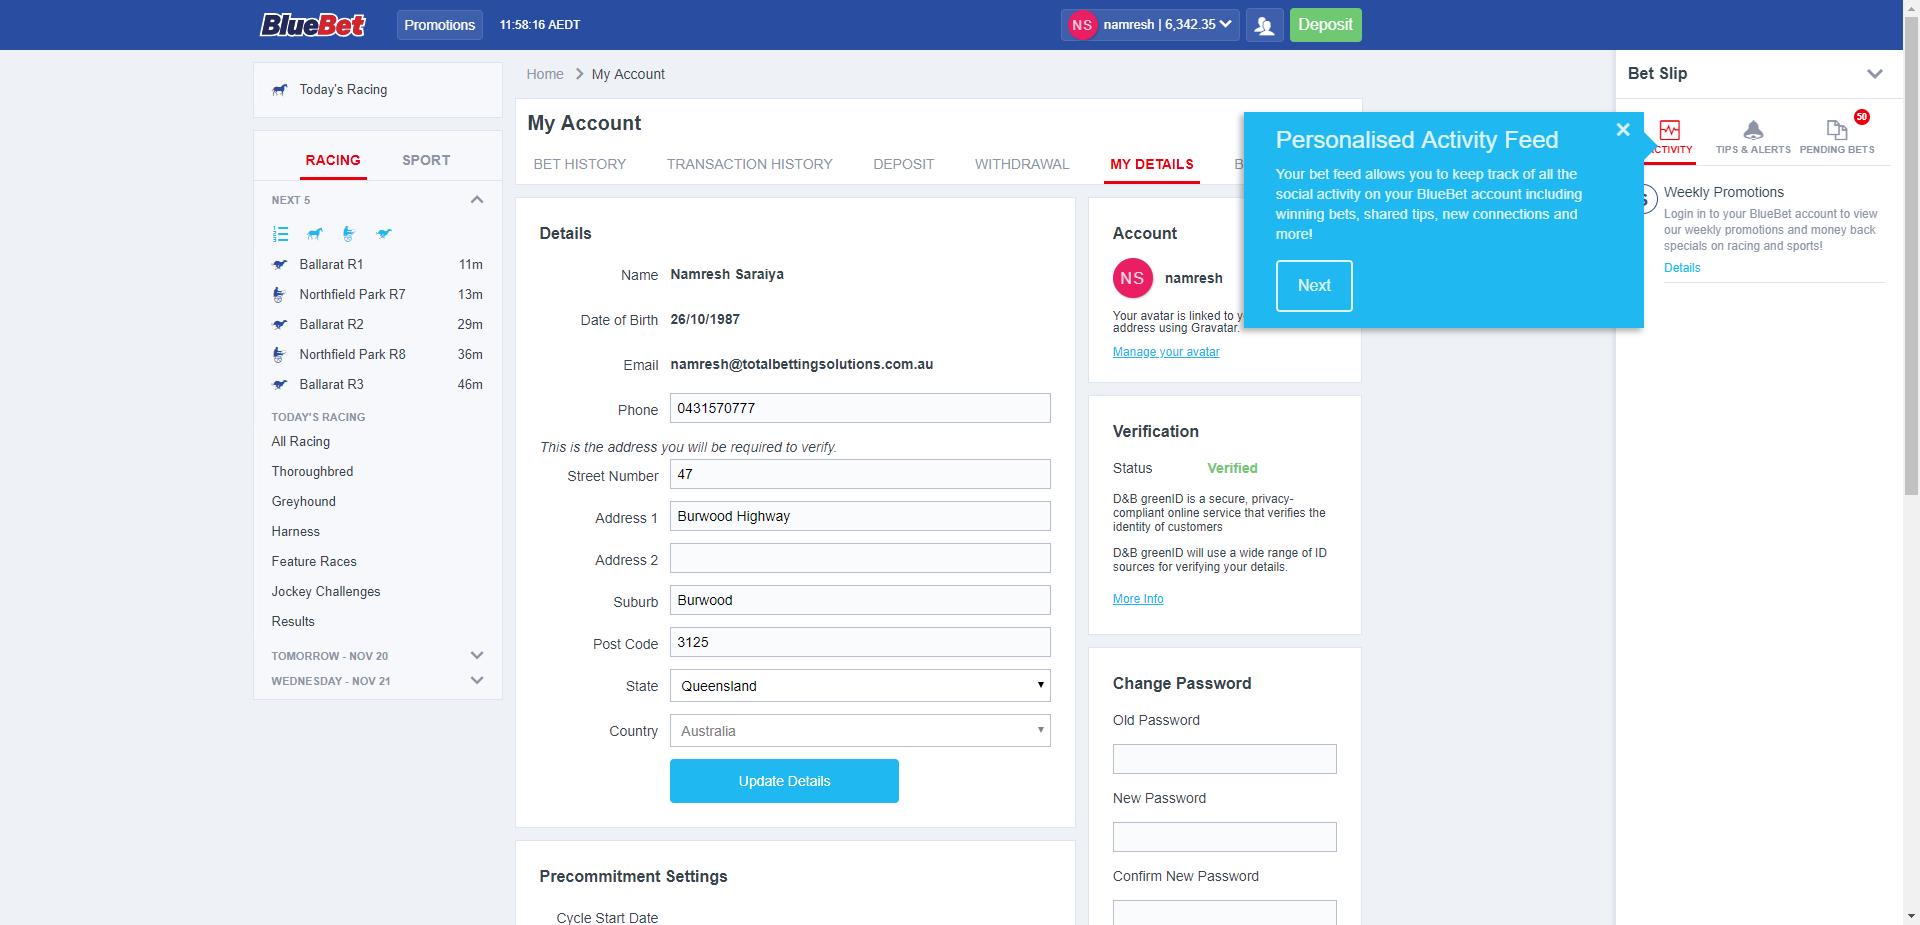 BlueBet
Promotions
11:58:16 AEDT
NS namresh | 6,342.35
Deposit
Today's Racing
RACING
SPORT
NEXT 5
Ballarat R1 11m
Northfield Park R7 13m
Ballarat R2 29m
Northfield Park R8 36m
Ballarat R3 46m
TODAY'S RACING
All Racing
Thoroughbred
Greyhound
Harness
Feature Races
Jockey Challenges
Results
TOMORROW - NOV 20
WEDNESDAY - NOV 21
Home
My Account
My Account
BET HISTORY
TRANSACTION HISTORY
DEPOSIT
WITHDRAWAL
MY DETAILS
Details
Name Namresh Saraiya
Date of Birth 26/10/1987
Email namresh@totalbettingsolutions.com.au
Phone 0431570777
This is the address you will be required to verify.
Street Number 47
Address 1 Burwood Highway
Address 2
Suburb Burwood
Post Code 3125
State Queensland
Country Australia
Update Details
Precommitment Settings
Cycle Start Date
Account
NS namresh
Your avatar is linked to
address using Gravatar.
Manage your avatar
Verification
Status Verified
D&B greenID is a secure, privacy-
compliant online service that verifies the
identity of customers
D&B greenID will use a wide range of ID
sources for verifying your details.
More Info
Change Password
Old Password
New Password
Confirm New Password
Personalised Activity Feed
Your bet feed allows you to keep track of all the
social activity on your BlueBet account including
winning bets, shared tips, new connections and
more!
Next
Bet Slip
50
TIPS & ALERTS
PENDING BETS
Weekly Promotions
Login in to your BlueBet account to view
our weekly promotions and money back
specials on racing and sports!
Details